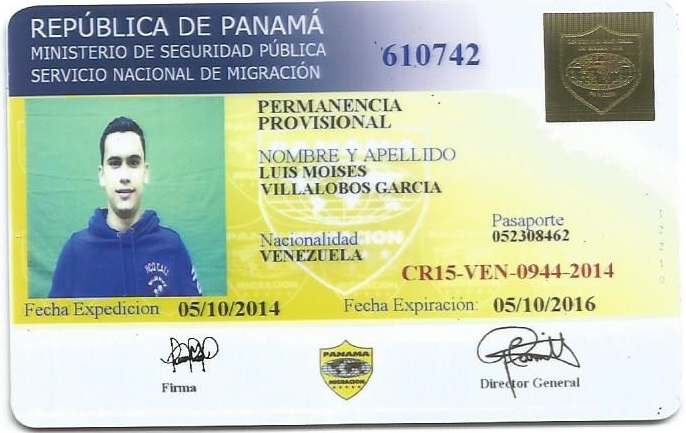 REPÚBLICA DE PANAMÁ
MINISTERIO DE SEGURIDAD PÚBLICA
SERVICIO NACIONAL DE MIGRACIÓN
610742
PERMANENCIA
PROVISIONAL
NOMBRE Y APELLIDO
LUIS MOISES
VILLALOBOS GARCIA
Nacionalidad
VENEZUELA
Pasaporte
052308462
CR15-VEN-0944-2014
Fecha Expedicion 05/10/2014
Fecha Expiración: 05/10/2016
Firma
PANAMA
MIGRACION
Director General